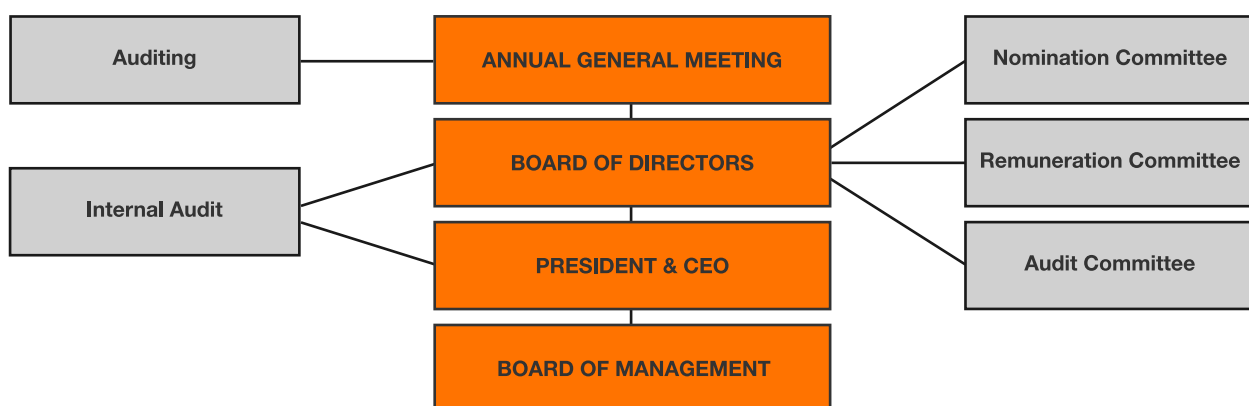 Auditing
ANNUAL GENERAL MEETING
Nomination Committee
BOARD OF DIRECTORS
Remuneration Committee
Internal Audit
PRESIDENT & CEO
Audit Committee
BOARD OF MANAGEMENT